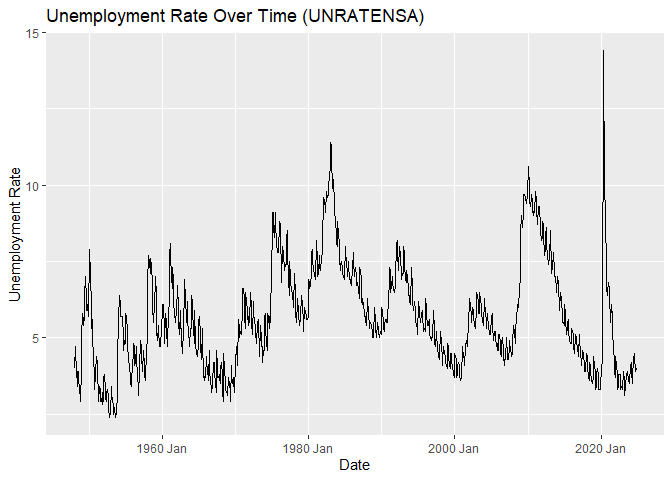 Unemployment Rate Over Time (UNRATENSA)
15
10
5
Unemployment Rate
1960 Jan
1980 Jan
2000 Jan
2020 Jan
Date